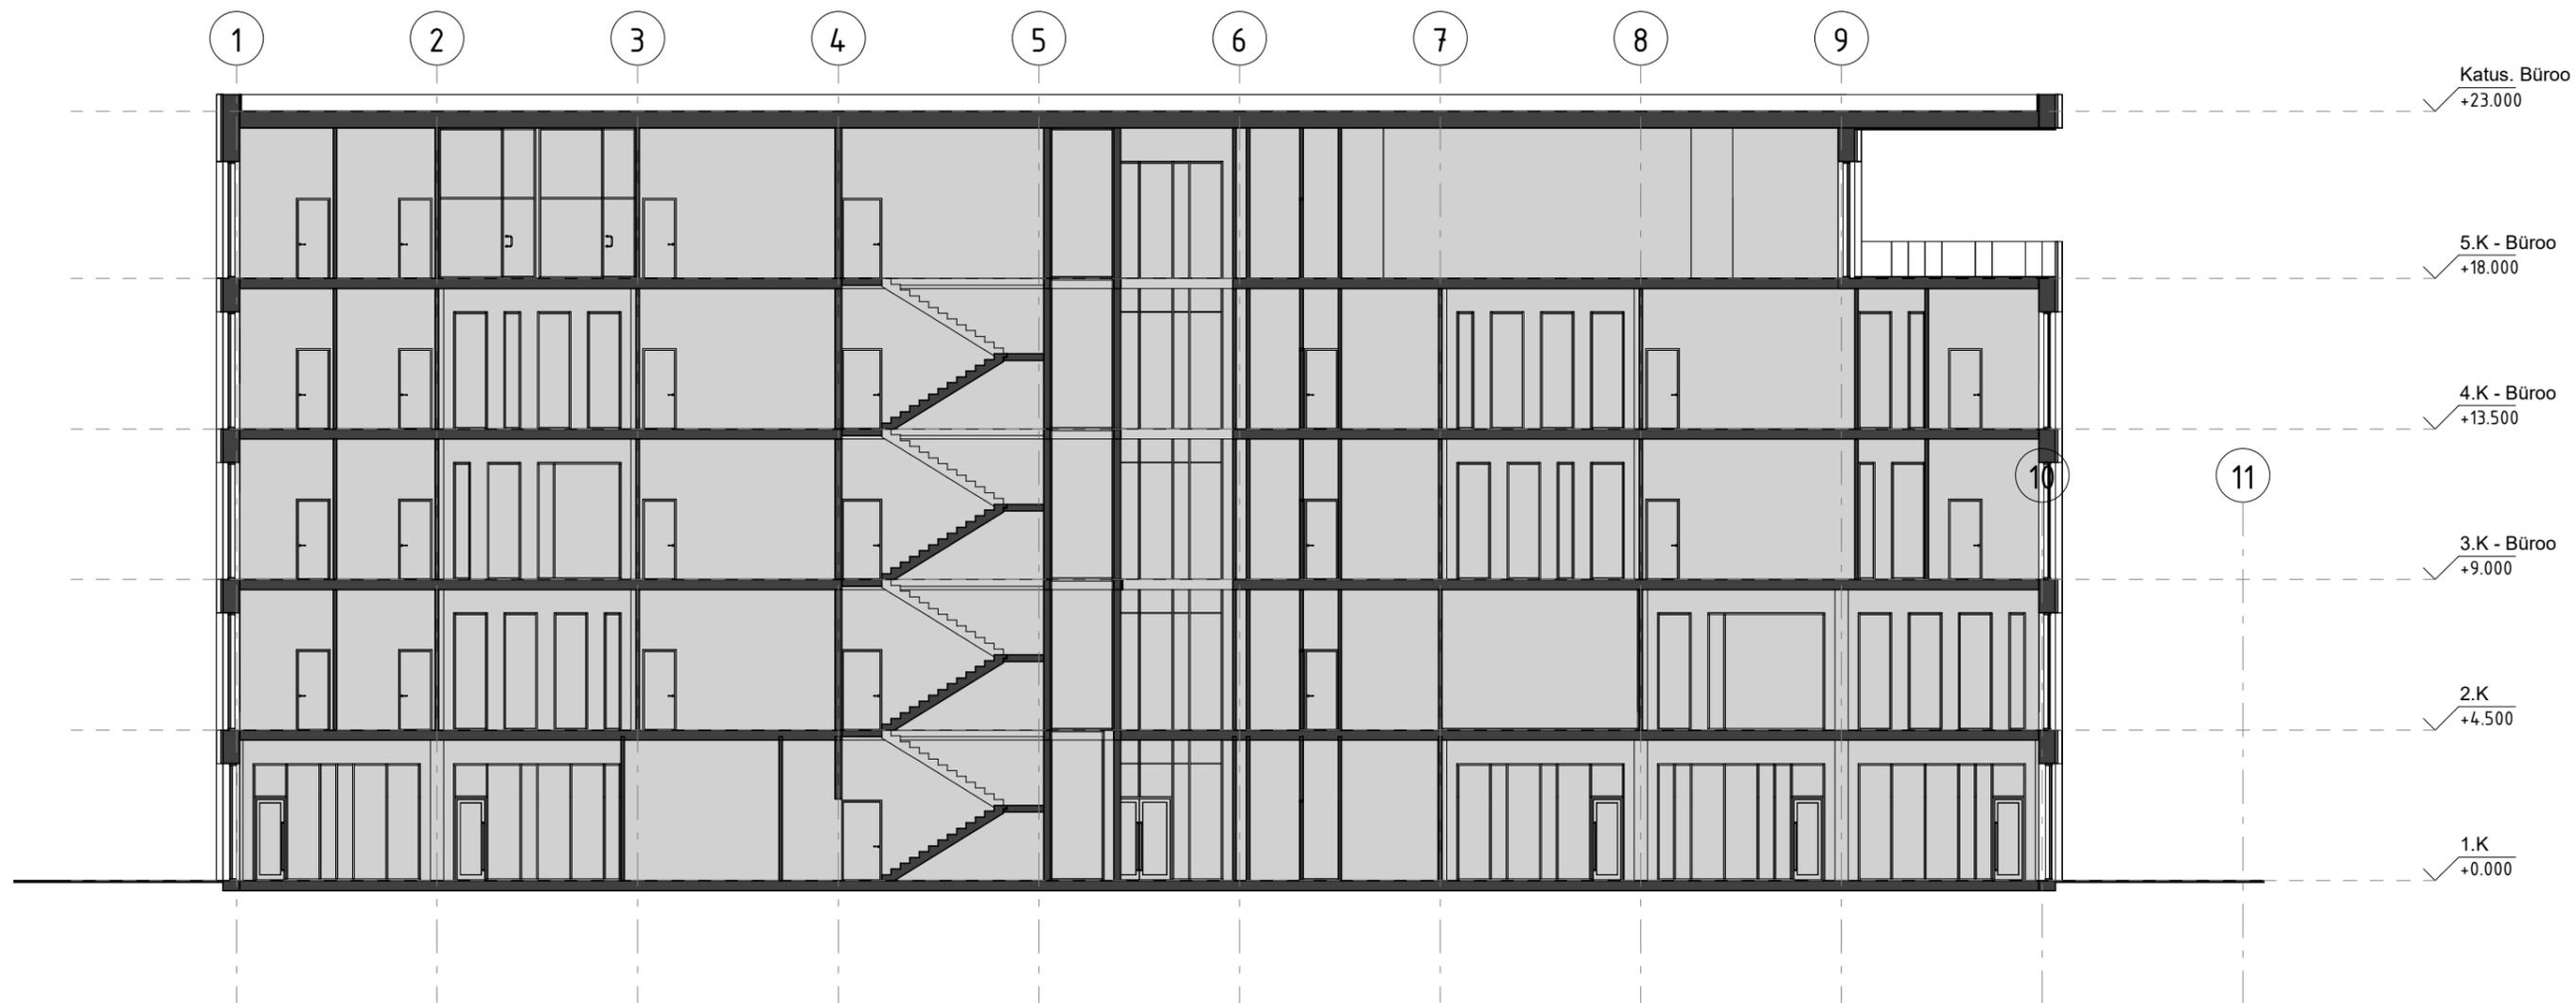 1
2
3
4
5
6
7
8
9
Katus. Büroo
+23.000
5.K - Büroo
+18.000
4.K - Büroo
+13.500
10
11
3.K - Büroo
+9.000
2.K
+4.500
1.K
+0.000